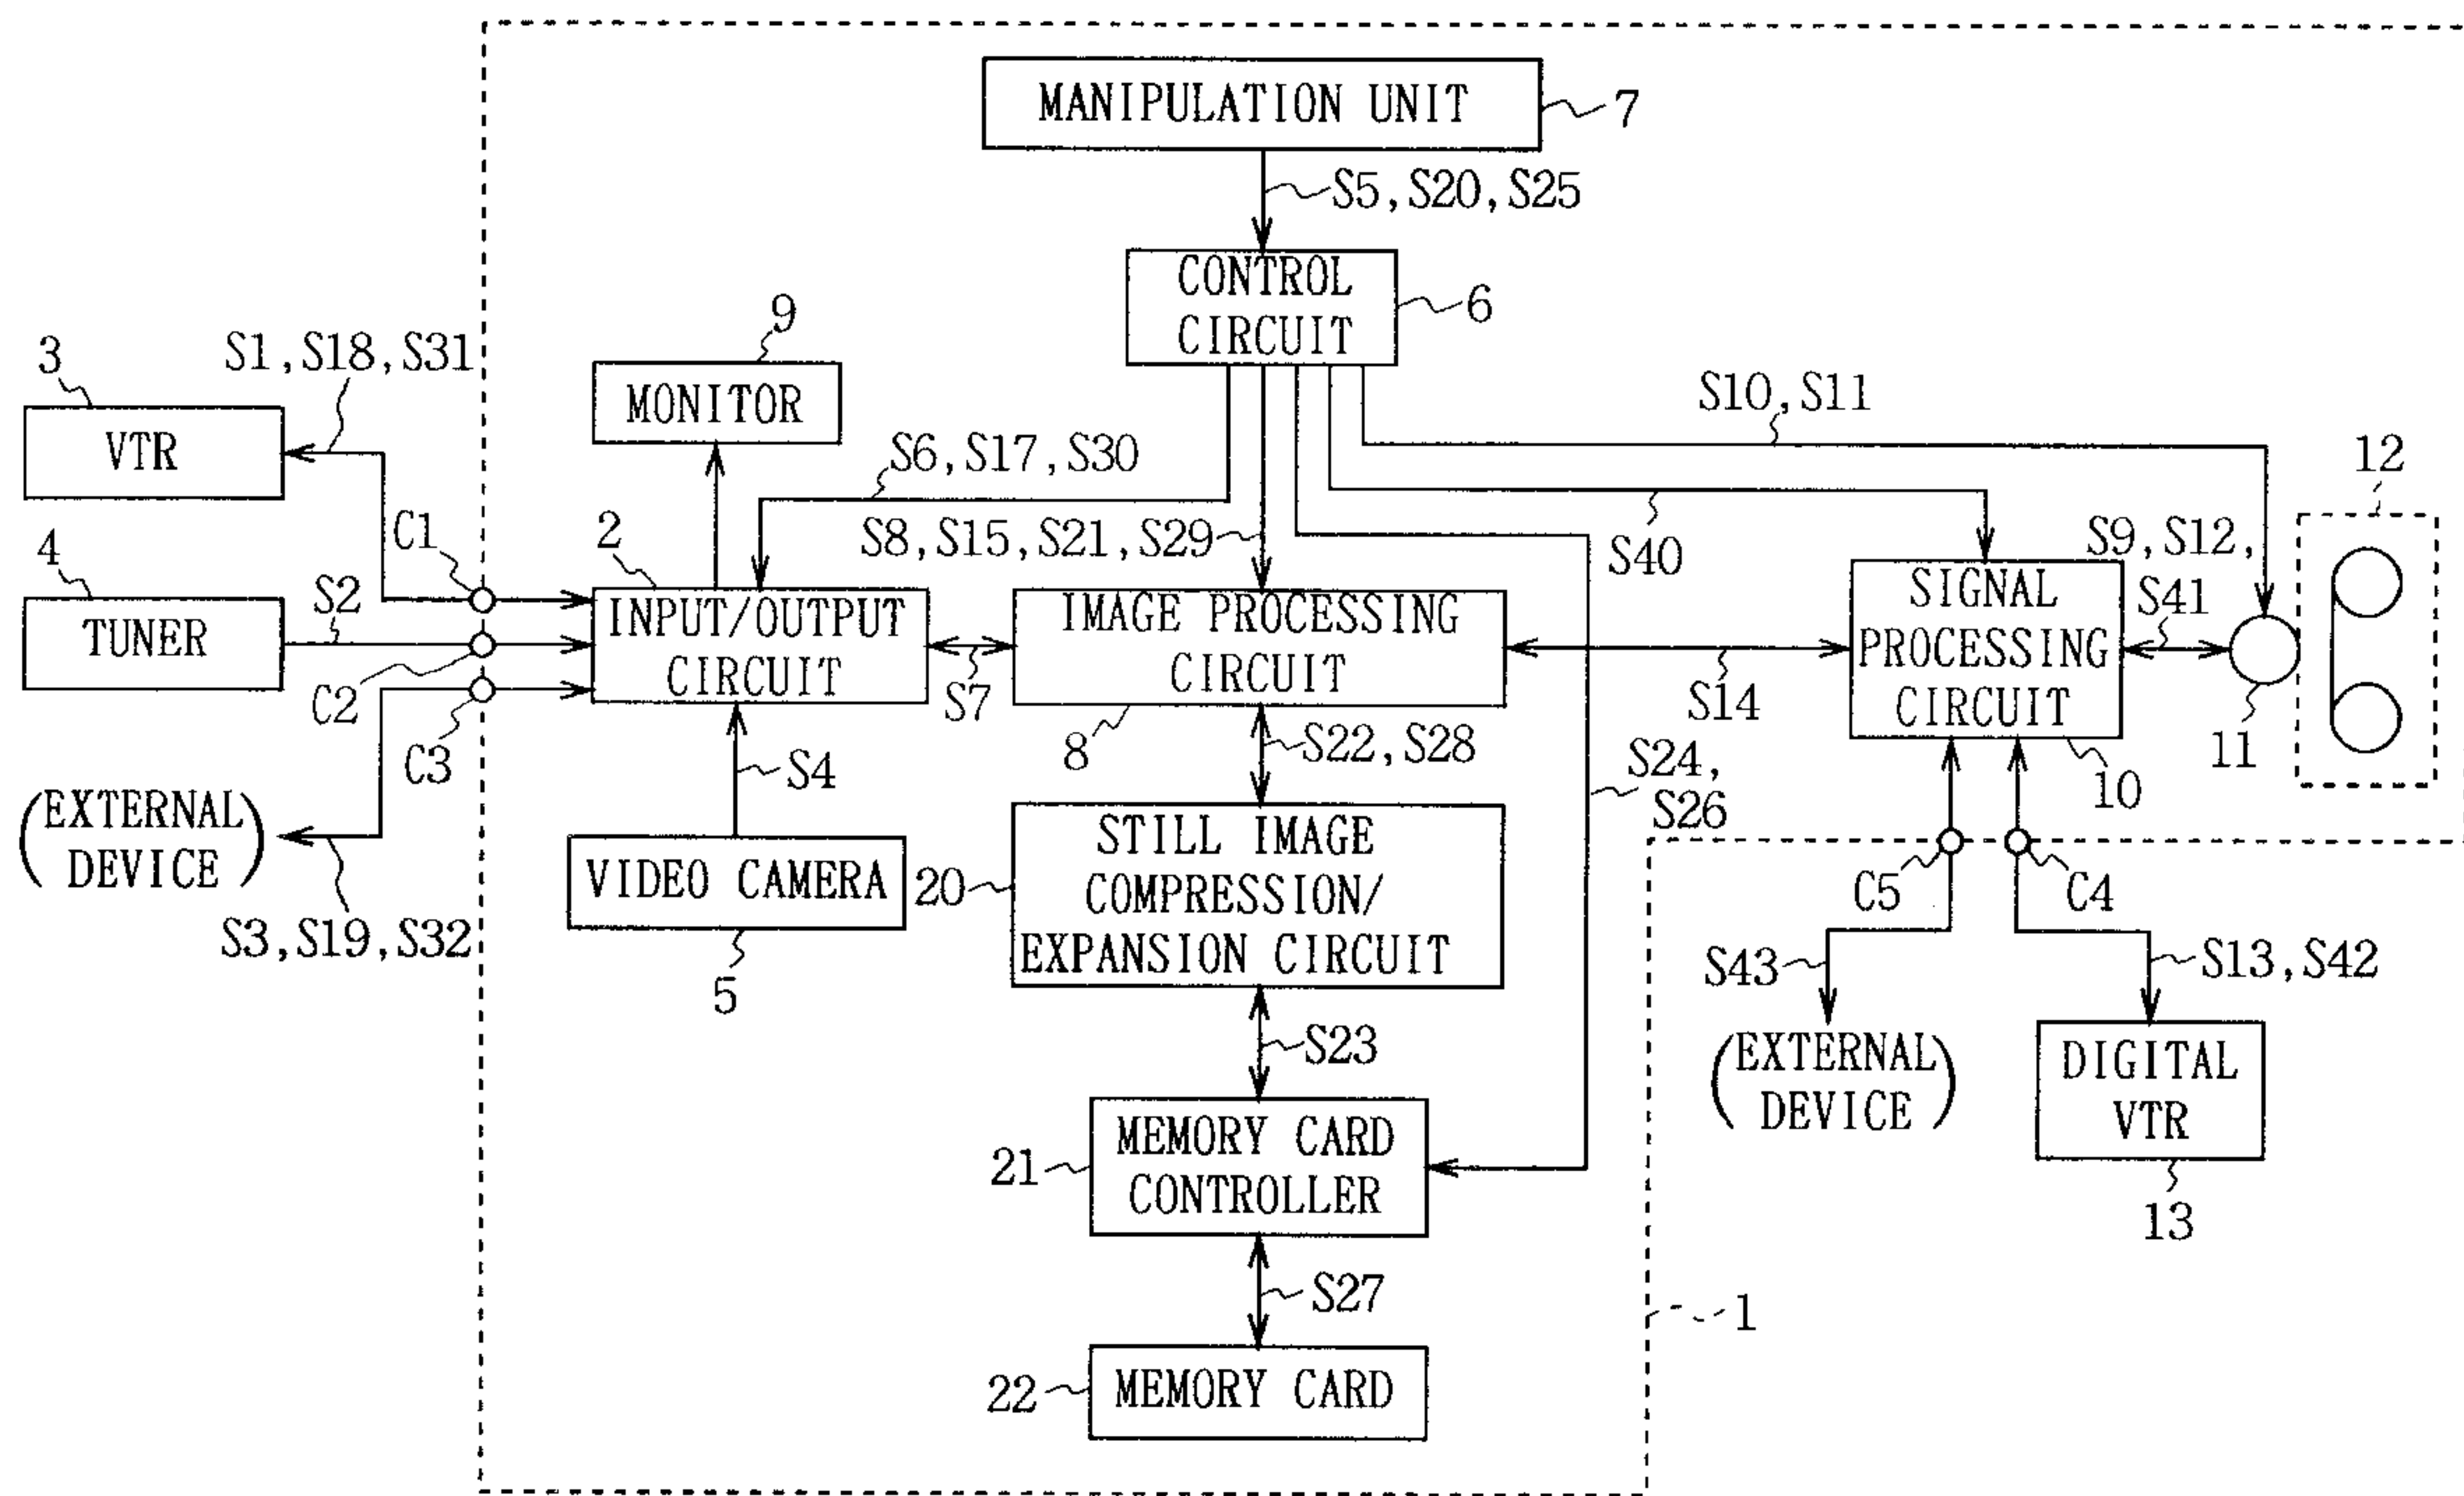 MANIPULATION UNIT
7
S5, S20, S25
CONTROL
CIRCUIT
6
9
MONITOR
3
S1, S18, S31
VTR
S10, S11
12
S6, S17, S30
S8, S15, S21, S29
S40
S9, S12,
S41
4
C1
2
TUNER
S2
INPUT/OUTPUT
CIRCUIT
IMAGE PROCESSING
CIRCUIT
SIGNAL
PROCESSING
CIRCUIT
C2
C3
S7
8
S14
10
11
S4
S22, S28
S24,
S26
(EXTERNAL
DEVICE)
S3, S19, S32
VIDEO CAMERA
5
20
STILL IMAGE
COMPRESSION/
EXPANSION CIRCUIT
C5
C4
S43
S13, S42
S23
(EXTERNAL
DEVICE)
DIGITAL
VTR
13
21
MEMORY CARD
CONTROLLER
S27
1
22
MEMORY CARD